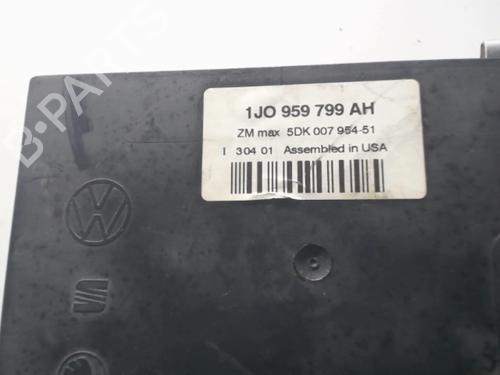 B-PARTS
1JO 959 799 AH
ZM max 5DK 007 954-51
I 304 01 Assembled in USA